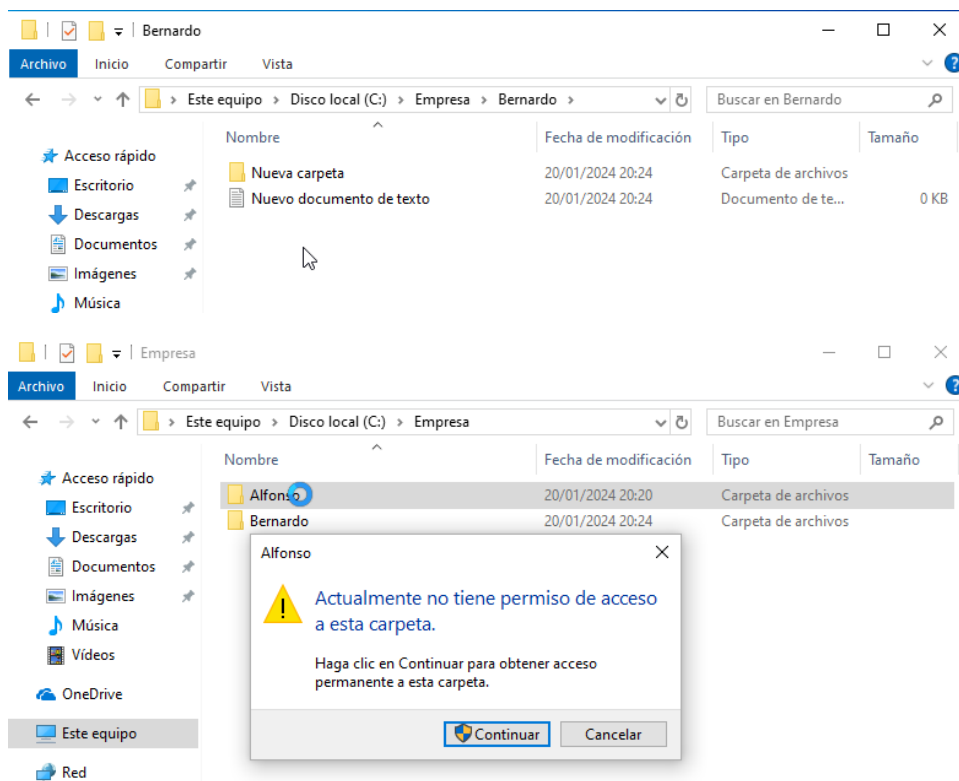 Bernardo
Archivo Inicio Compartir Vista
Este equipo > Disco local (C:) > Empresa > Bernardo > Buscar en Bernardo
Nombre Fecha de modificación Tipo Tamaño
Acceso rápido
Nueva carpeta 20/01/2024 20:24 Carpeta de archivos
Escritorio
Nuevo documento de texto 20/01/2024 20:24 Documento de te... 0 KB
Descargas
Documentos
Imágenes
Música
Empresa
Archivo Inicio Compartir Vista
Este equipo > Disco local (C:) > Empresa Buscar en Empresa
Nombre Fecha de modificación Tipo Tamaño
Acceso rápido
Alfonso 20/01/2024 20:20 Carpeta de archivos
Escritorio
Bernardo 20/01/2024 20:24 Carpeta de archivos
Descargas
Documentos
Imágenes
Música
Vídeos
OneDrive
Este equipo
Red
Alfonso
Actualmente no tiene permiso de acceso
a esta carpeta.
Haga clic en Continuar para obtener acceso
permanente a esta carpeta.
Continuar Cancelar